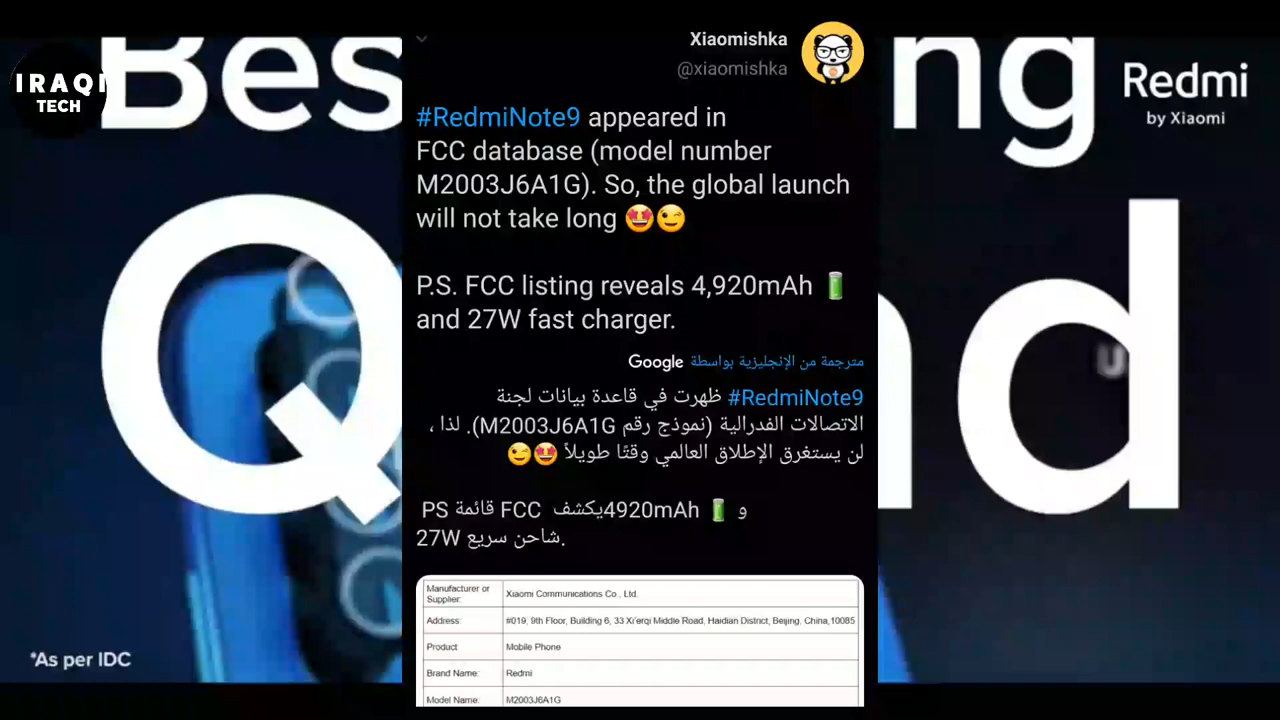 Bes
ng
IRAQI
TECH
Redmi
by Xiaomi
Q
d
*As per IDC
Xiaomishka
@xiaomishka
#RedmiNote9 appeared in
FCC database (model number
M2003J6A1G). So, the global launch
will not take long 🤩😉
P.S. FCC listing reveals 4,920mAh 🔋
and 27W fast charger.
مترجمة من الإنجليزية بواسطة Google
#RedmiNote9 ظهرت في قاعدة بيانات لجنة
الاتصالات الفدرالية (نموذج رقم M2003J6A1G). لذا ،
لن يستغرق الإطلاق العالمي وقتًا طويلاً 🤩😉
PS قائمة FCC يكشف4920mAh 🔋 و
27W شاحن سريع.
Manufacturer or Supplier: Xiaomi Communications Co., Ltd.
Address: #019, 9th Floor, Building 6, 33 Xi'erqi Middle Road, Haidian District, Beijing, China,10085
Product Mobile Phone
Brand Name: Redmi
Model Name: M2003J6A1G